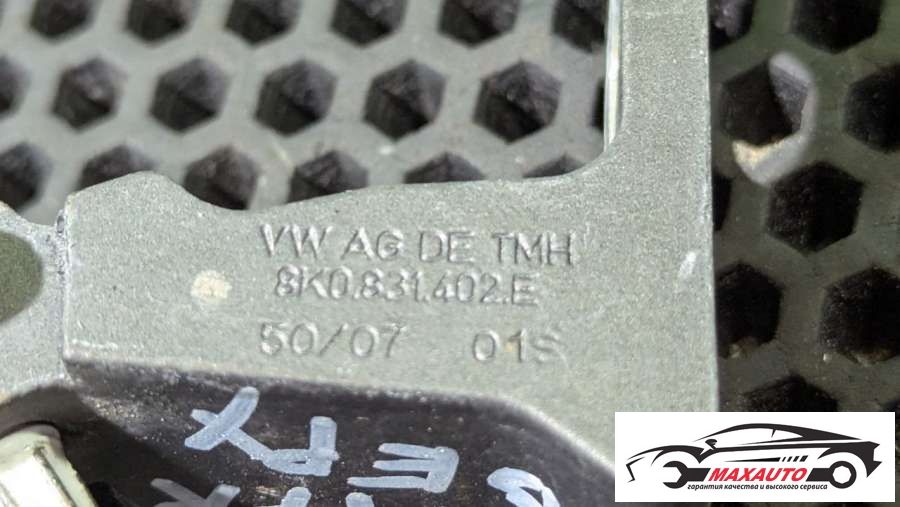 VW AG DE TMH
8K0.831.402.E
50/07 01S
MAXAUTO
гарантия качества и высокого сервиса